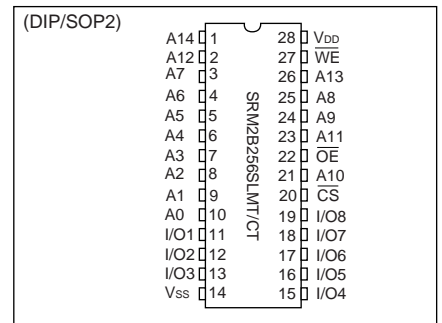 (DIP/SOP2)
A14 1 28 VDD
A12 2 27 WE
A7 3 26 A13
A6 4 25 A8
A5 5 24 A9
A4 6 23 A11
A3 7 22 OE
A2 8 21 A10
A1 9 20 CS
A0 10 19 I/O8
I/O1 11 18 I/O7
I/O2 12 17 I/O6
I/O3 13 16 I/O5
Vss 14 15 I/O4
SRM2B256SLMT/CT